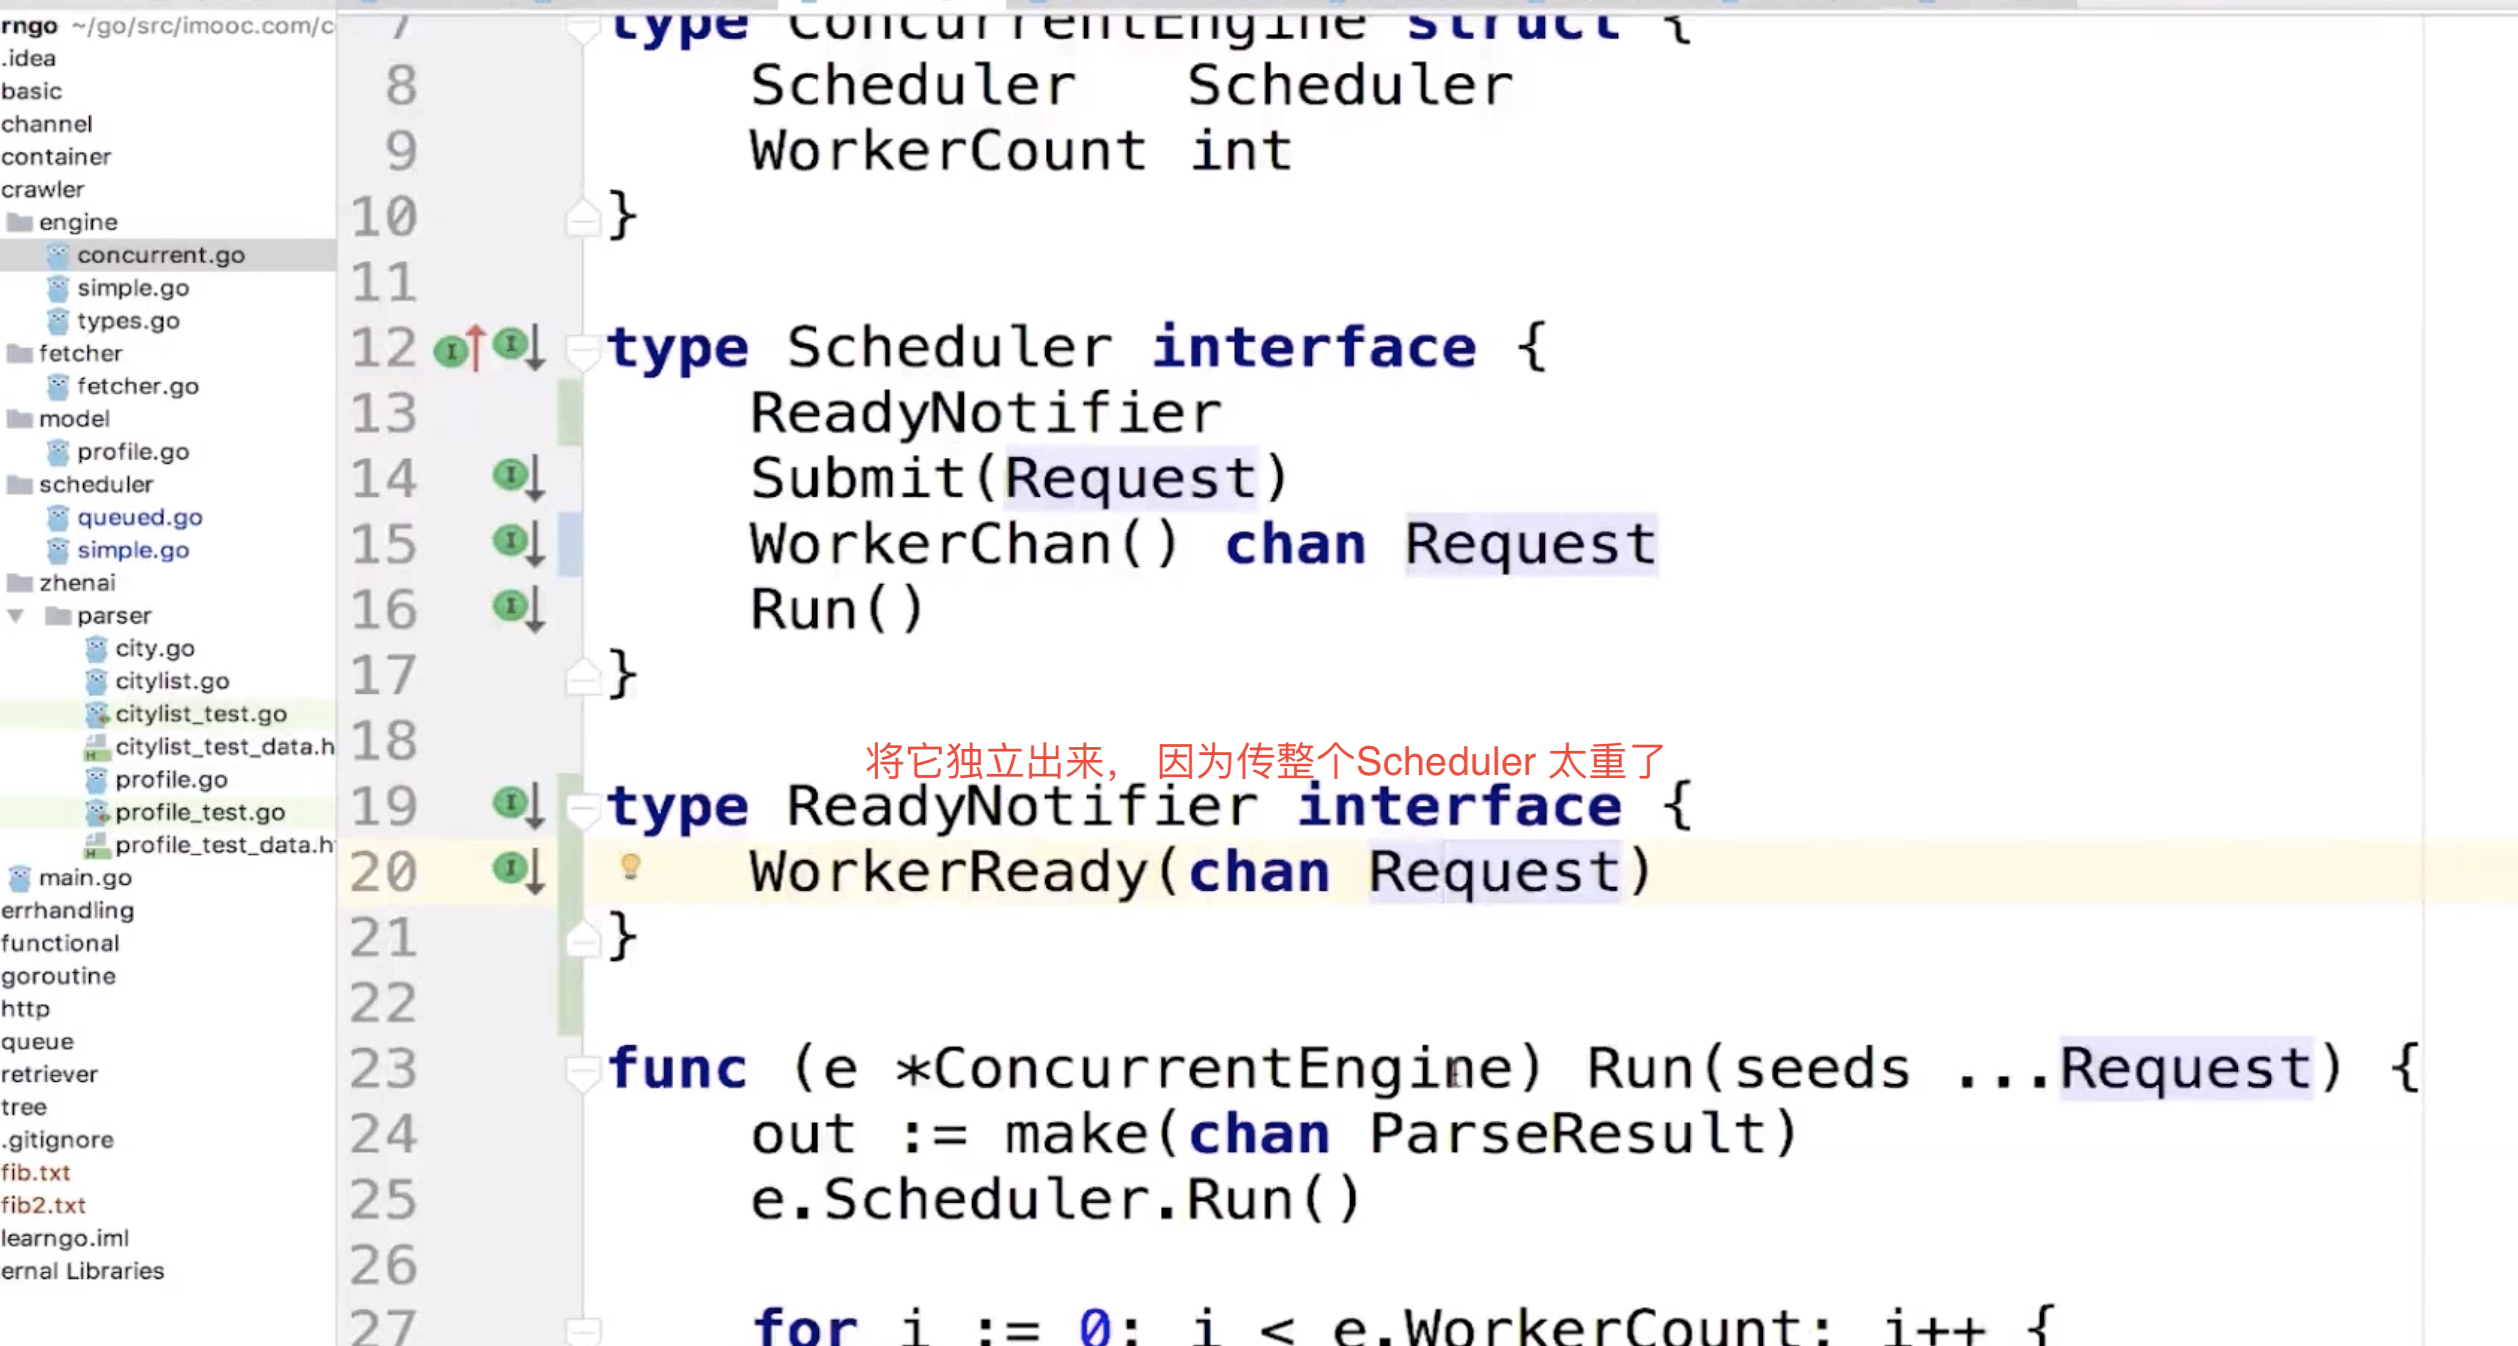 rngo ~/go/src/imooc.com/c
.idea
basic
channel
container
crawler
engine
concurrent.go
simple.go
types.go
fetcher
fetcher.go
model
profile.go
scheduler
queued.go
simple.go
zhenai
parser
city.go
citylist.go
citylist_test.go
citylist_test_data.h
profile.go
profile_test.go
profile_test_data.h
main.go
errhandling
functional
goroutine
http
queue
retriever
tree
.gitignore
fib.txt
fib2.txt
learngo.iml
ernal Libraries
7 type ConcurrentEngine struct {
8 Scheduler Scheduler
9 WorkerCount int
10 }
11
12 type Scheduler interface {
13 ReadyNotifier
14 Submit(Request)
15 WorkerChan() chan Request
16 Run()
17 }
18
将它独立出来， 因为传整个Scheduler 太重了
19 type ReadyNotifier interface {
20 WorkerReady(chan Request)
21 }
22
23 func (e *ConcurrentEngine) Run(seeds ...Request) {
24 out := make(chan ParseResult)
25 e.Scheduler.Run()
26
27 for i := 0; i < e.WorkerCount; i++ {